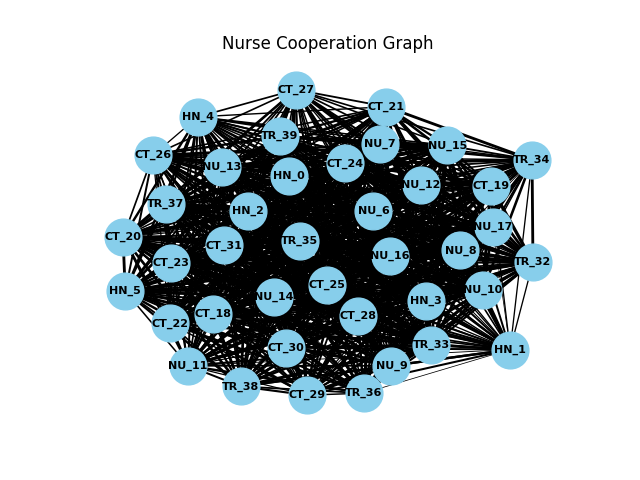 Nurse Cooperation Graph
CT_27
CT_21
HN_4
TR_39
NU_7
NU_15
CT_26
TR_34
CT_24
NU_13
HN_0
NU_12
CT_19
TR_37
HN_2
NU_6
NU_17
CT_20
TR_35
CT_31
NU_8
NU_16
CT_23
TR_32
CT_25
HN_5
NU_10
NU_14
HN_3
CT_18
CT_28
CT_22
TR_33
CT_30
HN_1
NU_11
NU_9
TR_38
TR_36
CT_29